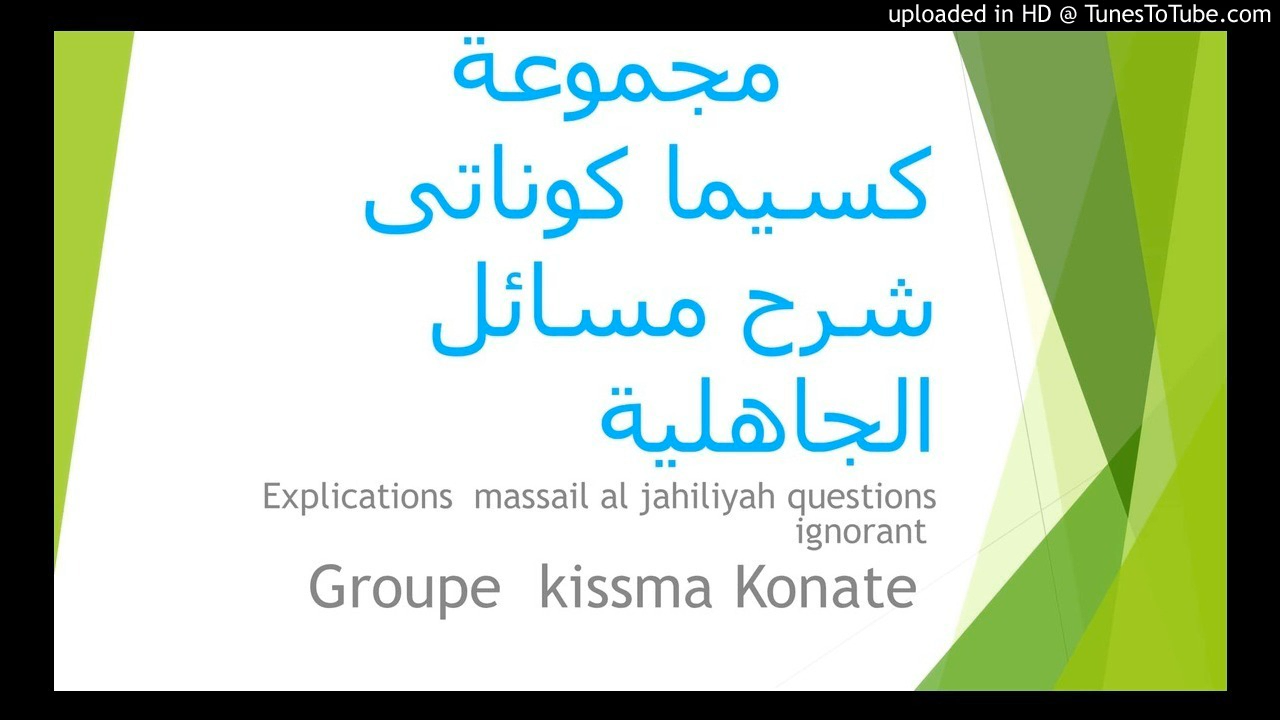 uploaded in HD @ TunesToTube.com
مجموعة
كسيما كوناتى
شرح مسائل
الجاهلية
Explications massail al jahiliyah questions
ignorant
Groupe kissma Konate